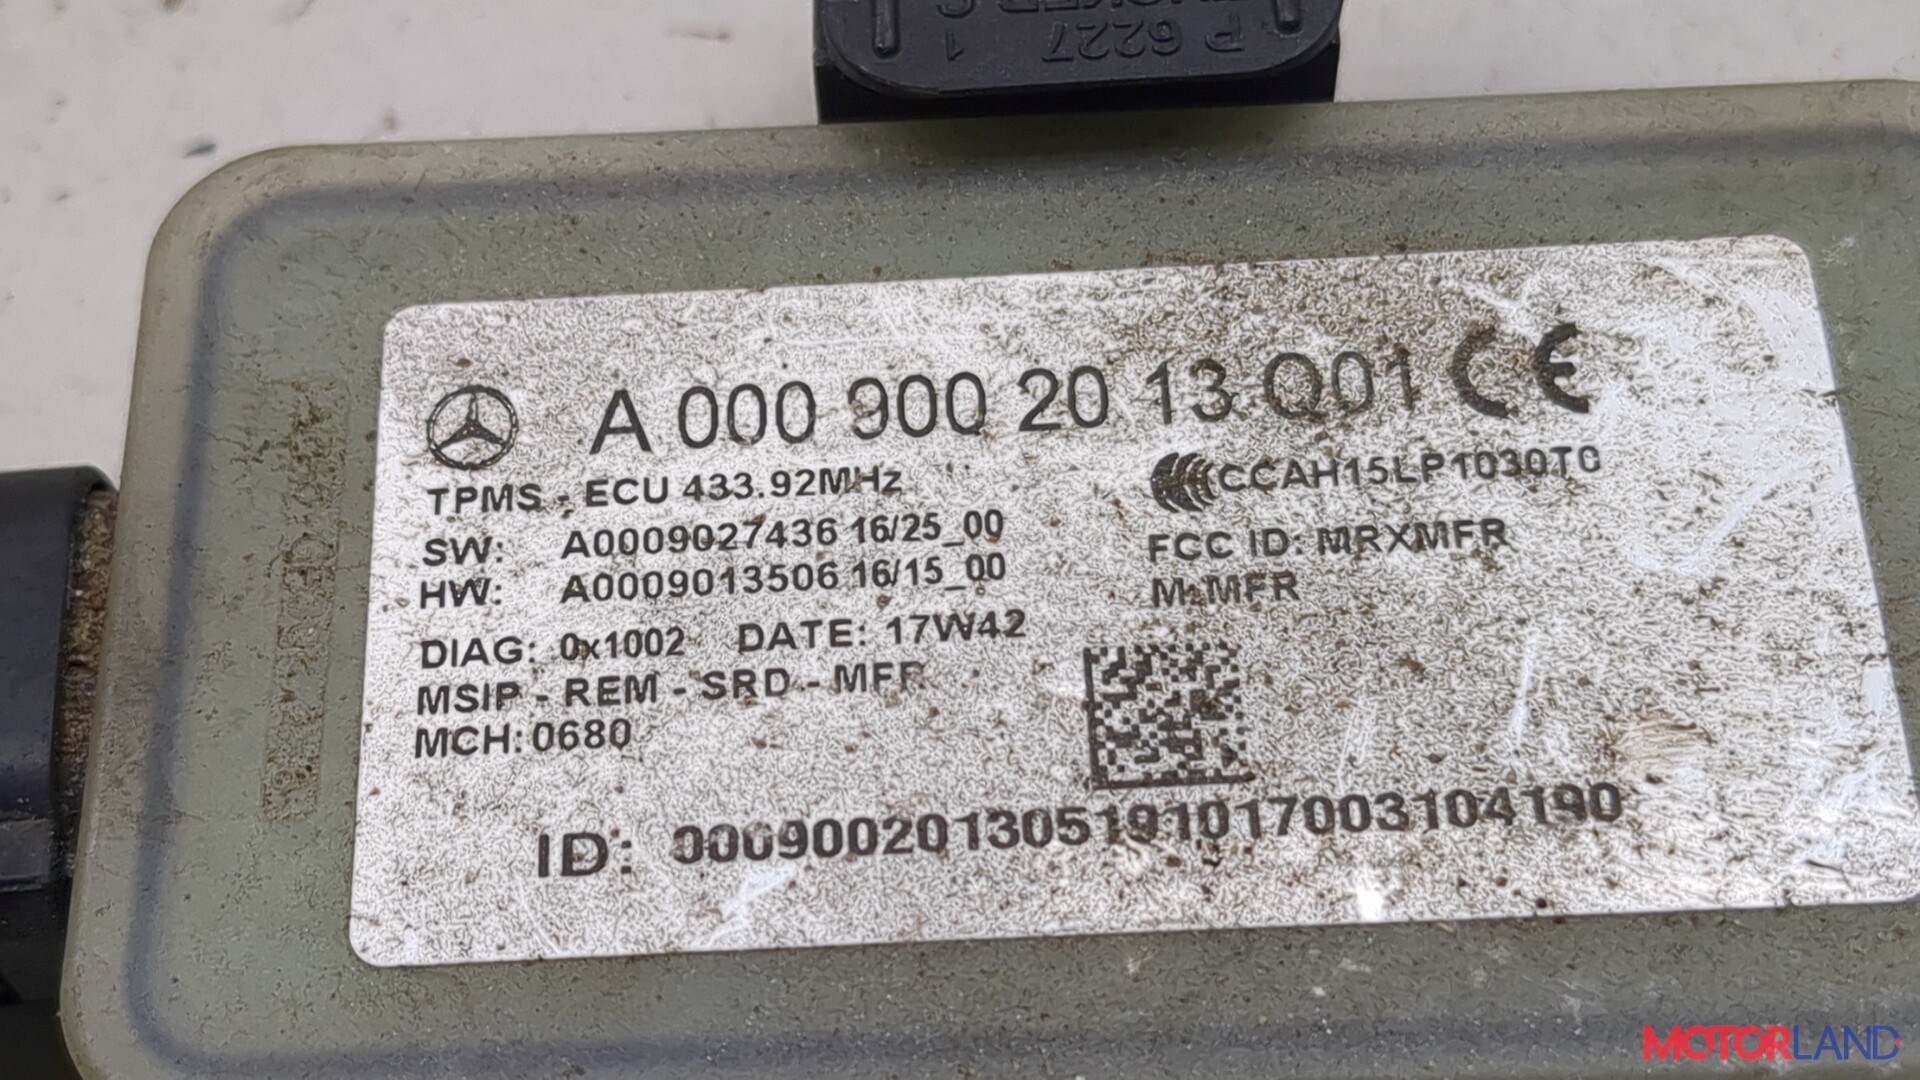 P 6227 1
A 000 900 20 13 Q01 CE
TPMS - ECU 433.92MHz
CCAH15LP1030T0
SW: A0009027436 16/25_00
FCC ID: MRXMFR
HW: A0009013506 16/15_00
M: MFR
DIAG: 0x1002 DATE: 17W42
MSIP - REM - SRD - MFR
MCH: 0680
ID: 000900201305191017003104190
MOTORLAND